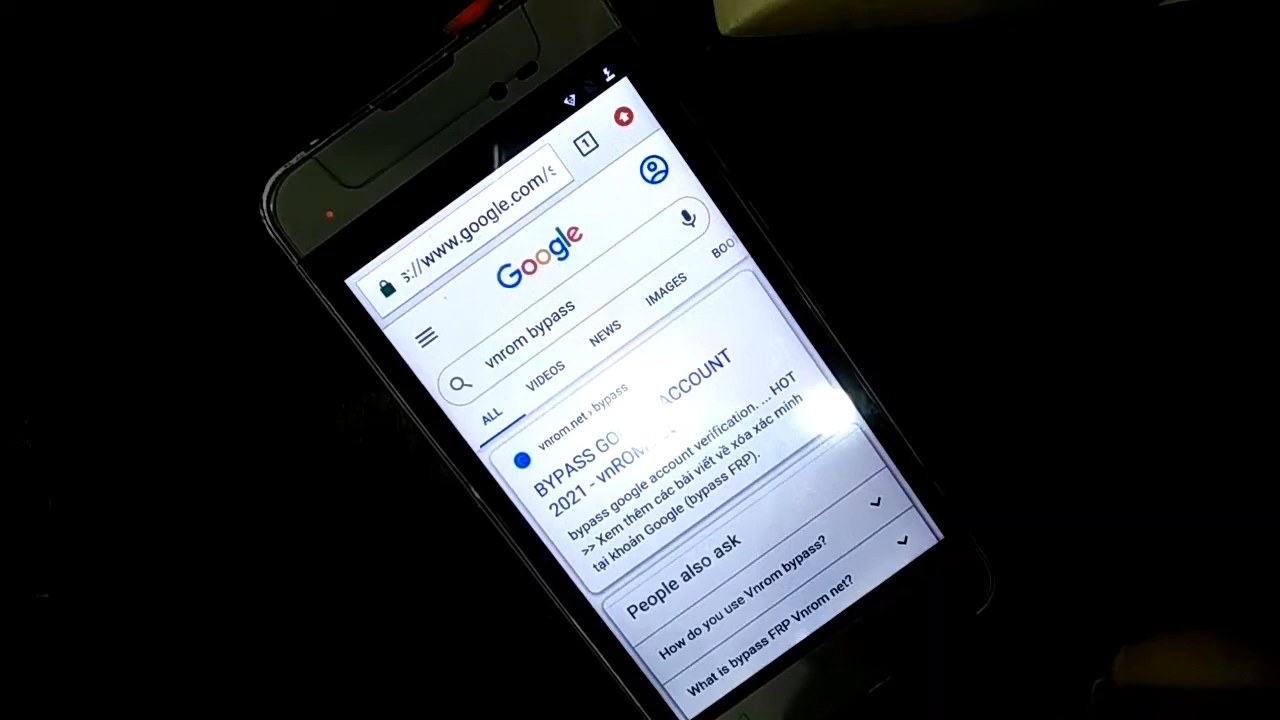 s://www.google.com/s
1
Google
vnrom bypass
ALL VIDEOS NEWS IMAGES BOO
vnrom.net › bypass
BYPASS GO ACCOUNT
2021 - vnROM
bypass google account verification. ... HOT
>> Xem thêm các bài viết về xóa xác minh
tại khoản Google (bypass FRP).
People also ask
How do you use Vnrom bypass?
What is bypass FRP Vnrom net?